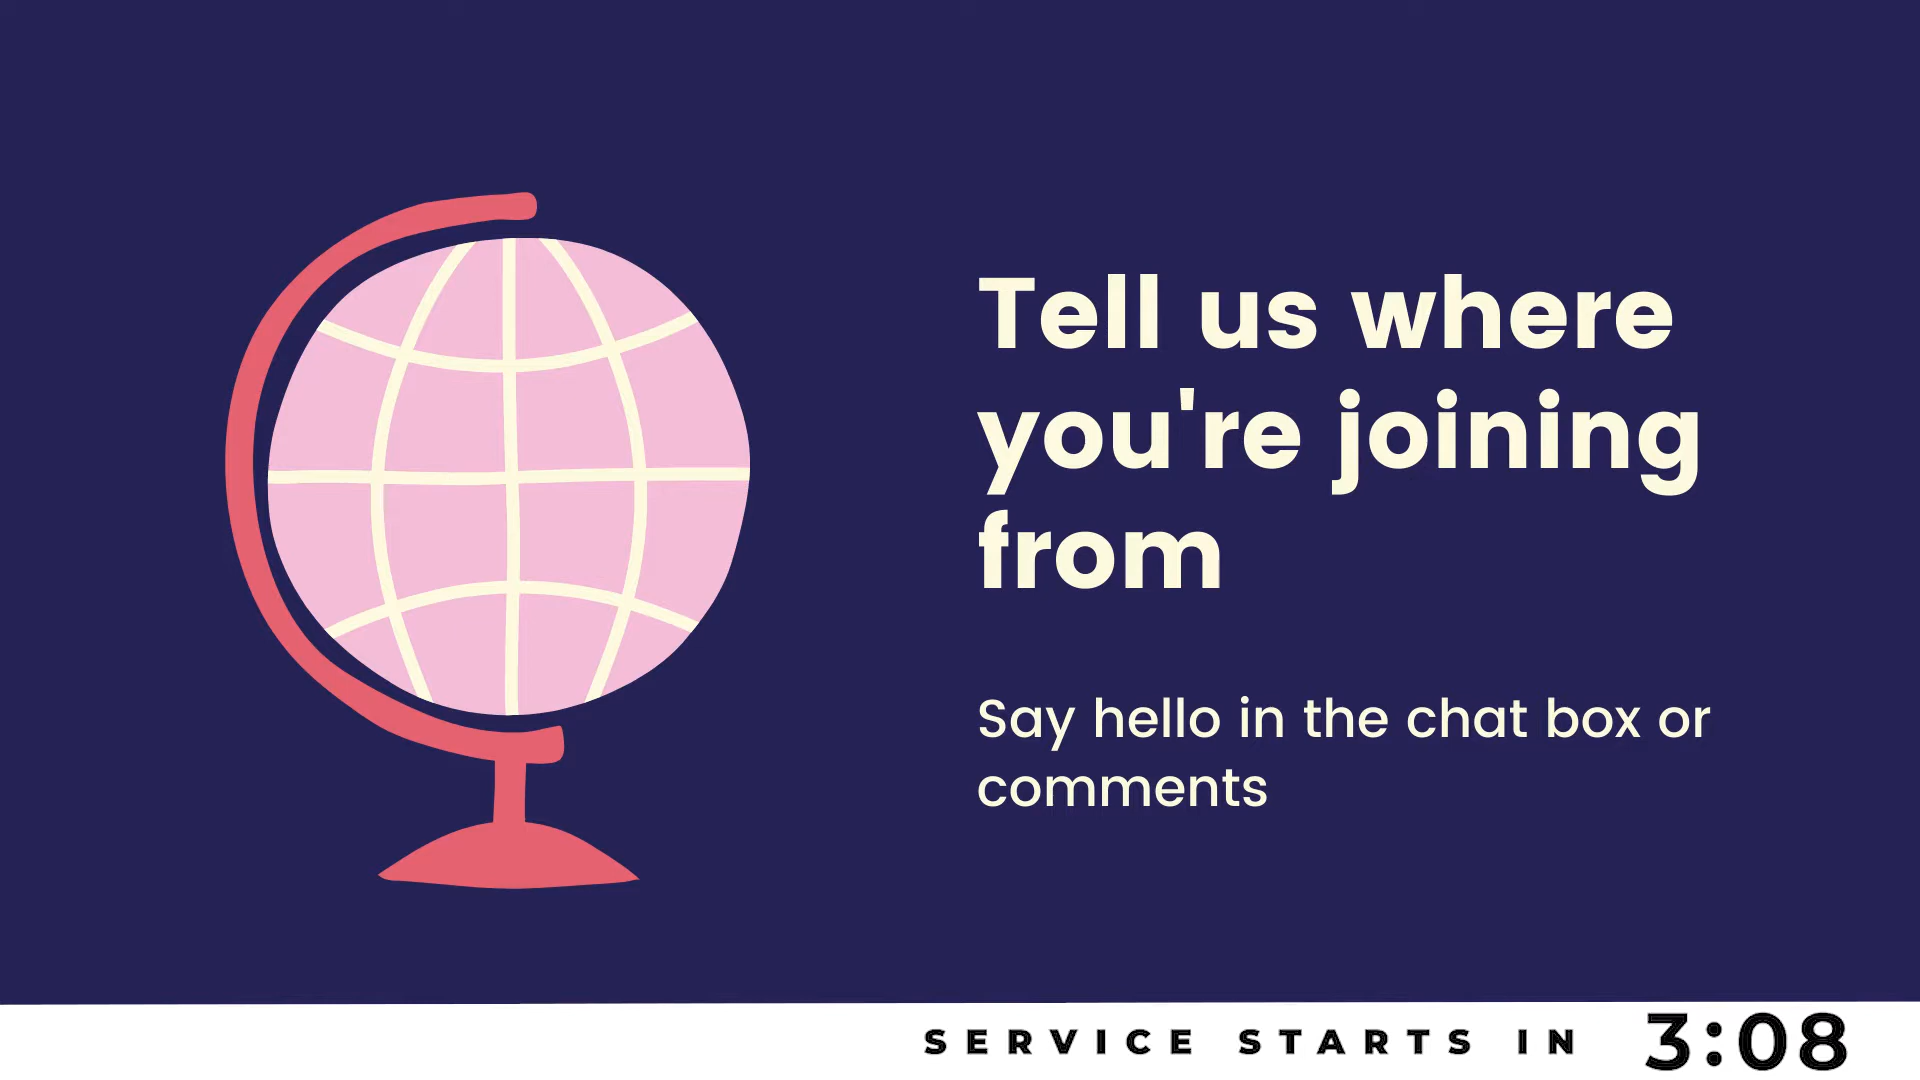 Tell us where
you're joining
from
Say hello in the chat box or
comments
SERVICE STARTS IN 3:08